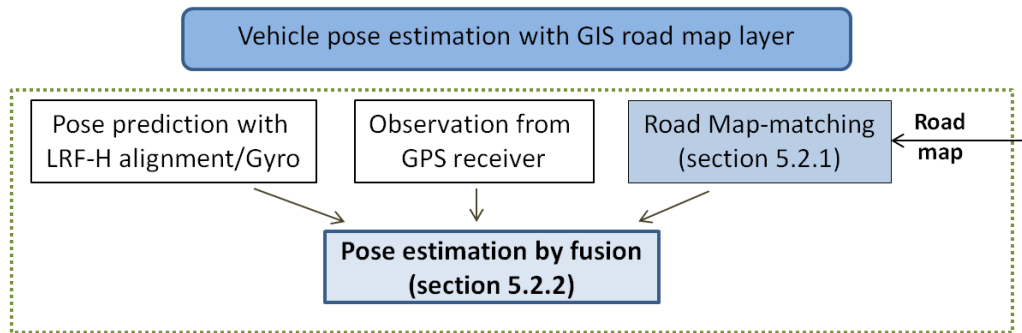 Vehicle pose estimation with GIS road map layer
Pose prediction with
LRF-H alignment/Gyro
Observation from
GPS receiver
Road Map-matching
(section 5.2.1)
Road
map
Pose estimation by fusion
(section 5.2.2)